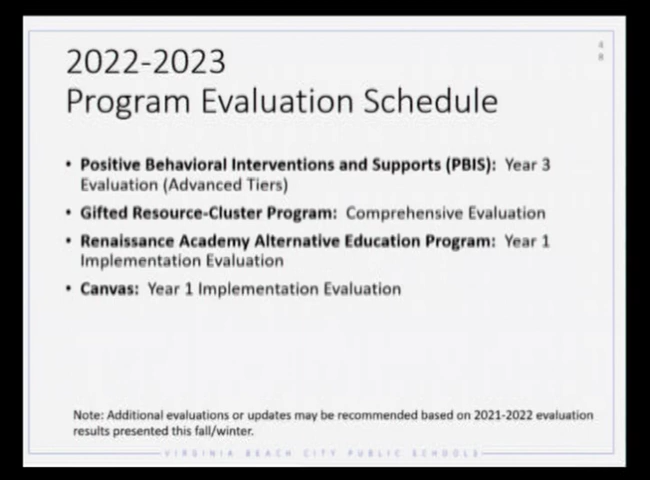 4
8
2022-2023
Program Evaluation Schedule
• Positive Behavioral Interventions and Supports (PBIS): Year 3
Evaluation (Advanced Tiers)
• Gifted Resource-Cluster Program: Comprehensive Evaluation
• Renaissance Academy Alternative Education Program: Year 1
Implementation Evaluation
• Canvas: Year 1 Implementation Evaluation
Note: Additional evaluations or updates may be recommended based on 2021-2022 evaluation
results presented this fall/winter.
VIRGINIA BEACH CITY PUBLIC SCHOOLS